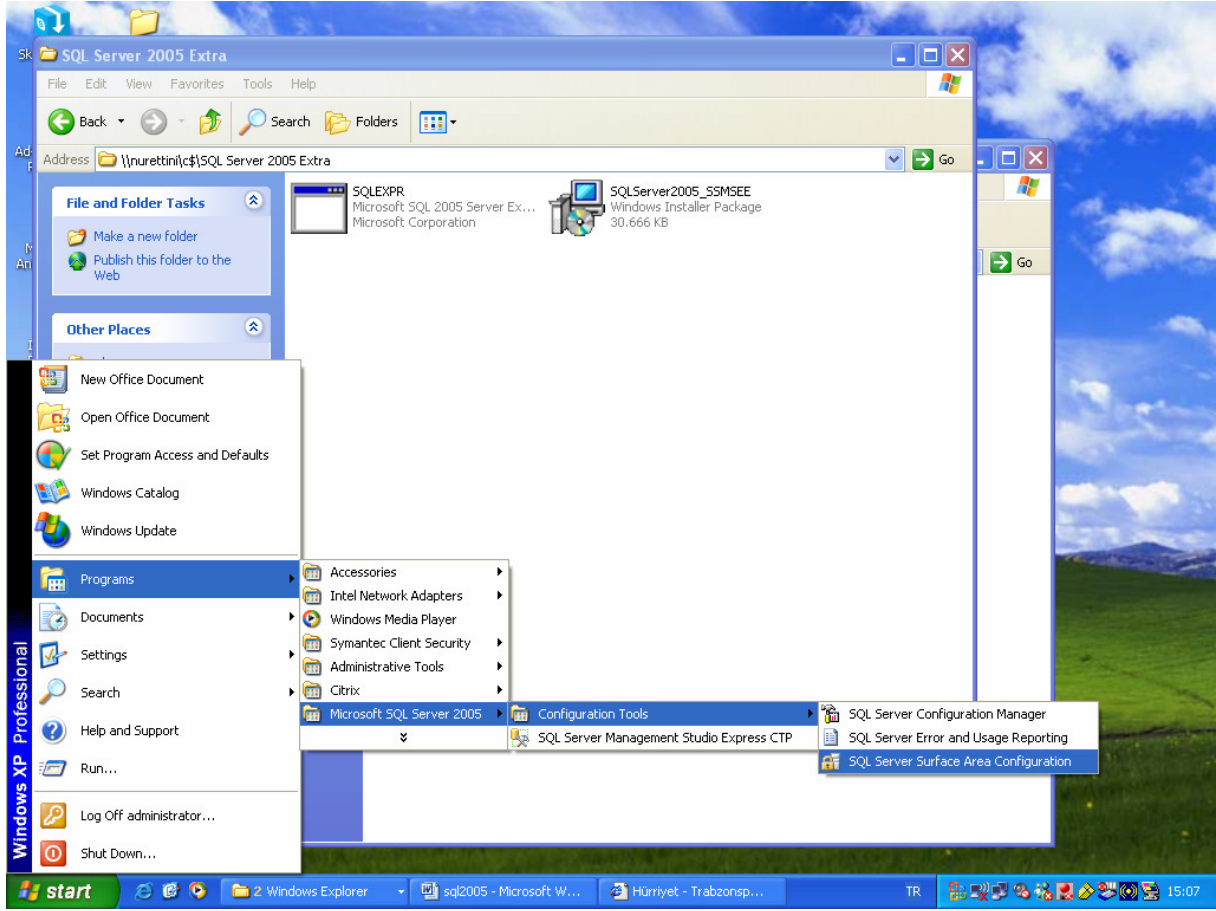 Sk
SQL Server 2005 Extra
File Edit View Favorites Tools Help
Back Search Folders
Address \\nurettini\c$\SQL Server 2005 Extra Go
Ad
File and Folder Tasks
Make a new folder
Publish this folder to the
Web
Other Places
SQLEXPR
Microsoft SQL 2005 Server Ex...
Microsoft Corporation
SQLServer2005_SSMSEE
Windows Installer Package
30.666 KB
Go
An
New Office Document
Open Office Document
Set Program Access and Defaults
Windows Catalog
Windows Update
Programs
Documents
Settings
Search
Help and Support
Run...
Log Off administrator...
Shut Down...
Windows XP Professional
Accessories
Intel Network Adapters
Windows Media Player
Symantec Client Security
Administrative Tools
Citrix
Microsoft SQL Server 2005
Configuration Tools
SQL Server Management Studio Express CTP
SQL Server Configuration Manager
SQL Server Error and Usage Reporting
SQL Server Surface Area Configuration
start 2 Windows Explorer sql2005 - Microsoft W... Hürriyet - Trabzonsp... TR 15:07